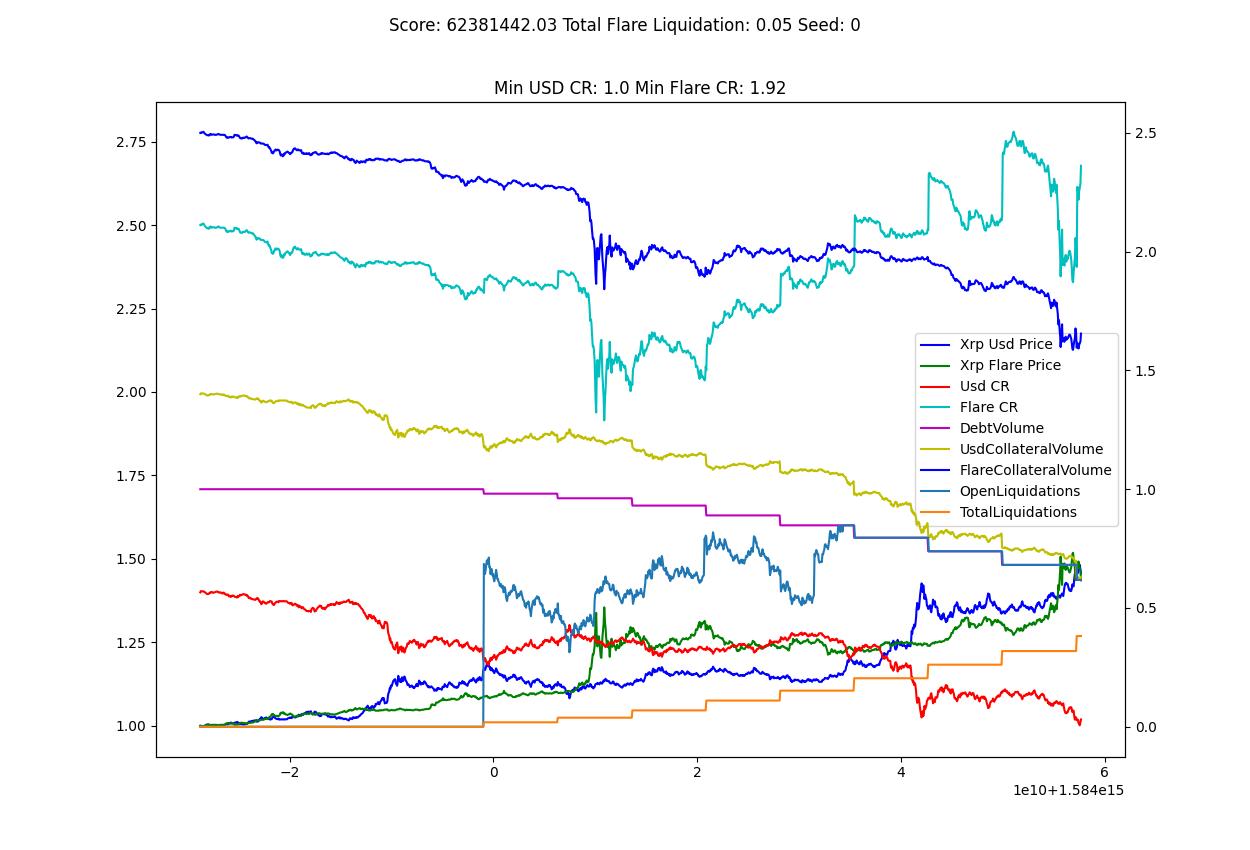 Score: 62381442.03 Total Flare Liquidation: 0.05 Seed: 0
Min USD CR: 1.0 Min Flare CR: 1.92
2.75
2.50
2.25
2.00
1.75
1.50
1.25
1.00
2.5
2.0
1.5
1.0
0.5
0.0
Xrp Usd Price
Xrp Flare Price
Usd CR
Flare CR
DebtVolume
UsdCollateralVolume
FlareCollateralVolume
OpenLiquidations
TotalLiquidations
−2 0 2 4 6
1e10+1.584e15